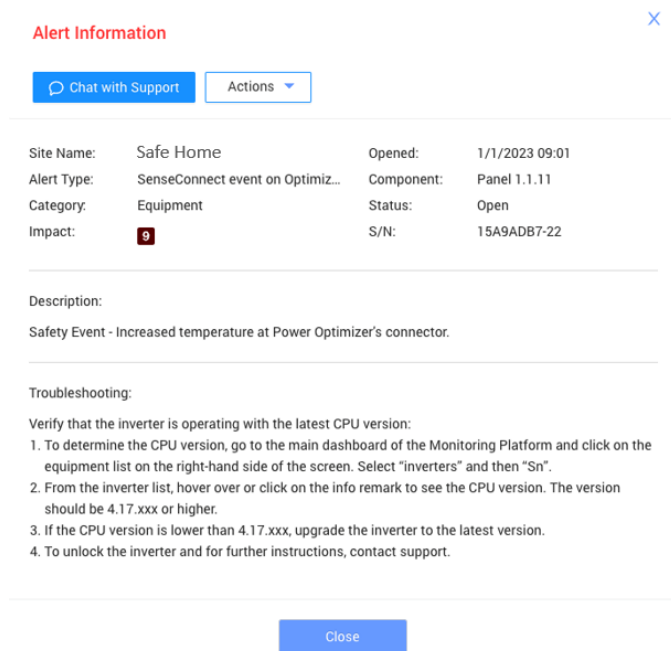 Alert Information
X
Chat with Support
Actions
Site Name: Safe Home Opened: 1/1/2023 09:01
Alert Type: SenseConnect event on Optimiz... Component: Panel 1.1.11
Category: Equipment Status: Open
Impact: 9 S/N: 15A9ADB7-22
Description:
Safety Event - Increased temperature at Power Optimizer's connector.
Troubleshooting:
Verify that the inverter is operating with the latest CPU version:
1. To determine the CPU version, go to the main dashboard of the Monitoring Platform and click on the
equipment list on the right-hand side of the screen. Select “inverters” and then “Sn”.
2. From the inverter list, hover over or click on the info remark to see the CPU version. The version
should be 4.17.xxx or higher.
3. If the CPU version is lower than 4.17.xxx, upgrade the inverter to the latest version.
4. To unlock the inverter and for further instructions, contact support.
Close